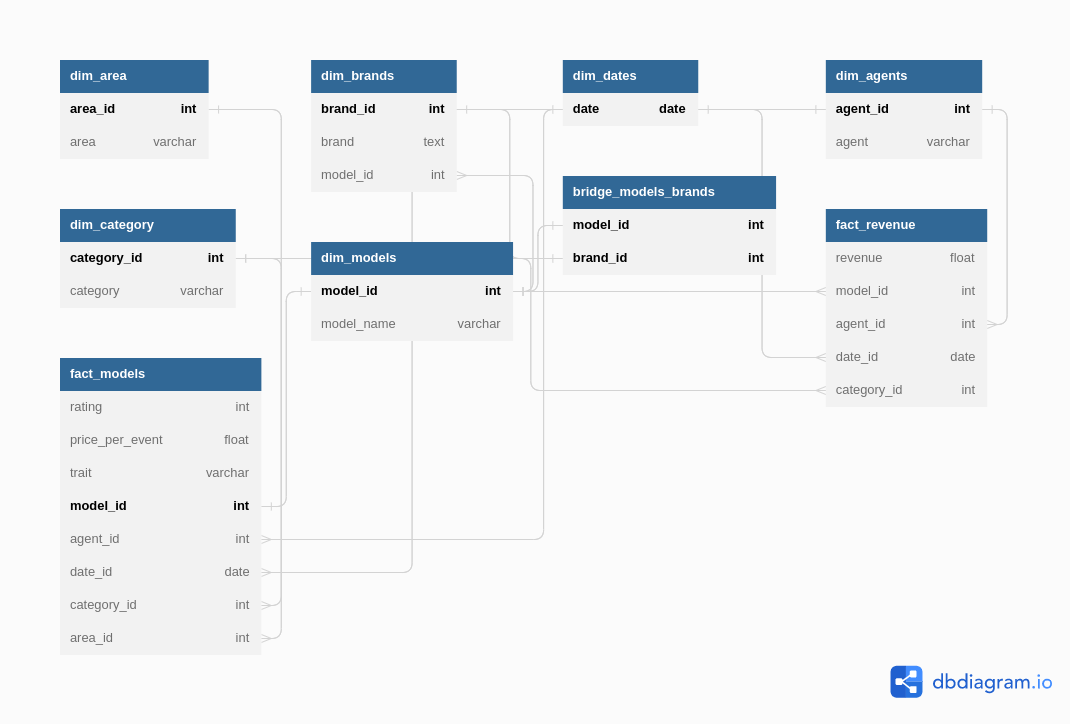 dim_area
area_id int
area varchar
dim_brands
brand_id int
brand text
model_id int
dim_dates
date date
dim_agents
agent_id int
agent varchar
bridge_models_brands
model_id int
brand_id int
dim_category
category_id int
category varchar
dim_models
model_id int
model_name varchar
fact_revenue
revenue float
model_id int
agent_id int
date_id date
category_id int
fact_models
rating int
price_per_event float
trait varchar
model_id int
agent_id int
date_id date
category_id int
area_id int
dbdiagram.io